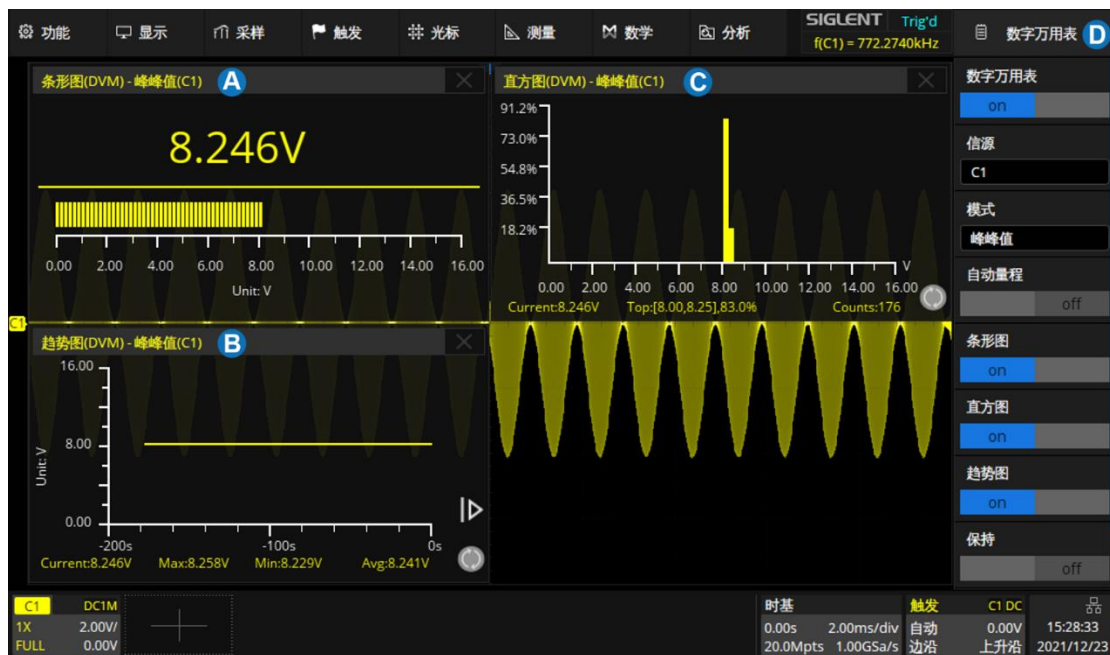 功能 显示 采样 触发 光标 测量 数学 分析
SIGLENT Trig'd
f(C1) = 772.2740kHz
数字万用表 D
条形图(DVM) - 峰峰值(C1) A
8.246V
0.00 2.00 4.00 6.00 8.00 10.00 12.00 14.00 16.00
Unit: V
直方图(DVM) - 峰峰值(C1) C
91.2%
73.0%
54.8%
36.5%
18.2%
V
0.00 2.00 4.00 6.00 8.00 10.00 12.00 14.00 16.00
Current:8.246V Top:[8.00,8.25],83.0% Counts:176
C1
趋势图(DVM) - 峰峰值(C1) B
16.00
8.00
0.00
Unit: V
-200s -100s 0s
Current:8.246V Max:8.258V Min:8.229V Avg:8.241V
数字万用表
on
信源
C1
模式
峰峰值
自动量程
off
条形图
on
直方图
on
趋势图
on
保持
off
C1 DC1M
1X 2.00V/
FULL 0.00V
时基
0.00s 2.00ms/div
20.0Mpts 1.00GSa/s
触发 C1 DC
自动 0.00V
边沿 上升沿
15:28:33
2021/12/23